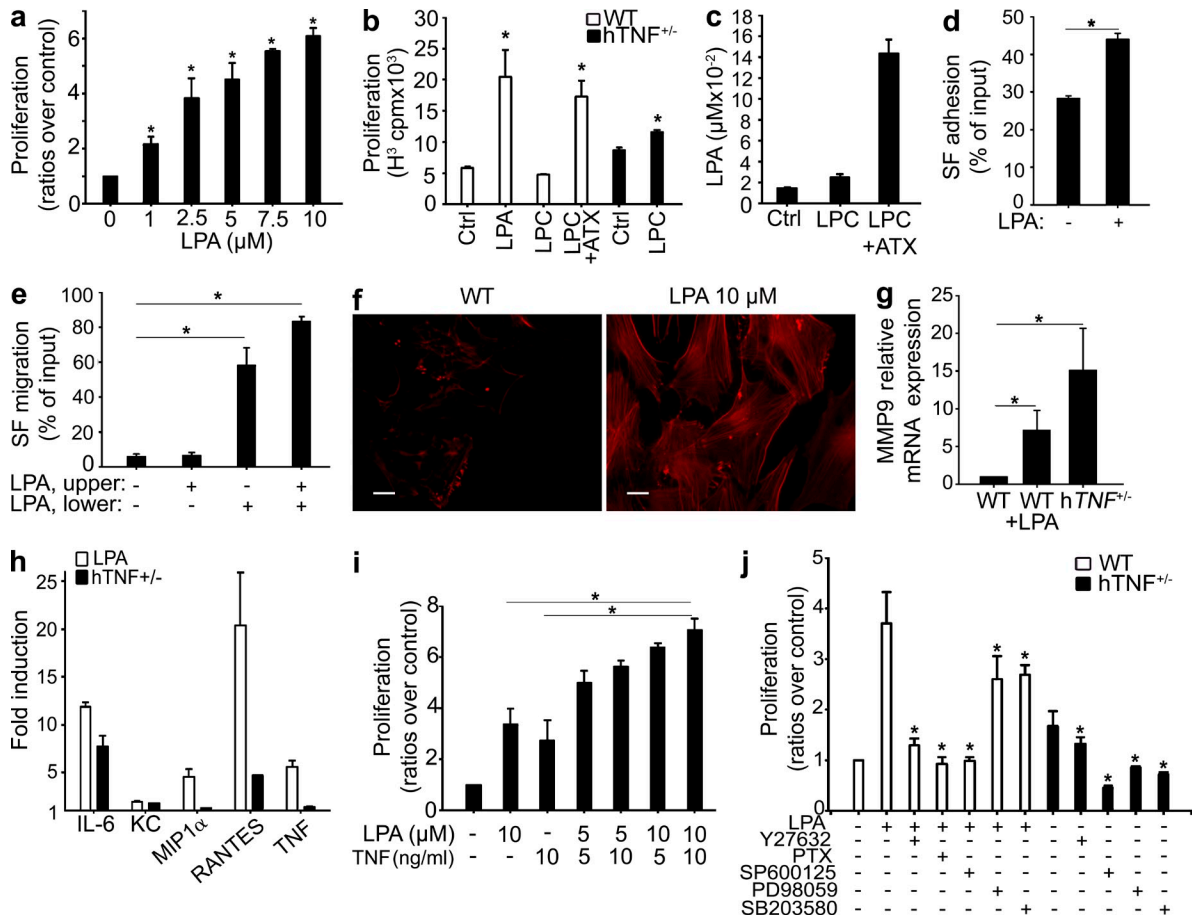 a
Proliferation
(ratios over control)
6
4
2
0
*
*
*
*
*
0 1 2.5 5 7.5 10
LPA (µM)
b
WT
hTNF+/-
Proliferation
(H³ cpmx10³)
25
20
15
10
5
0
*
*
*
Ctrl
LPA
LPC
LPC
+ATX
Ctrl
LPC
c
LPA (µMx10-2)
16
14
12
10
8
6
4
2
0
Ctrl LPC LPC
+ATX
d
SF adhesion
(% of input)
50
40
30
20
10
0
*
LPA: - +
e
SF migration
(% of input)
100
80
60
40
20
0
*
*
LPA, upper: - + - +
LPA, lower: - - + +
f
WT LPA 10 µM
g
MMP9 relative
mRNA expression
25
20
15
10
5
0
*
*
WT WT hTNF+/-
+LPA
h
LPA
hTNF+/-
Fold induction
25
20
15
10
5
1
IL-6
KC
MIP1α
RANTES
TNF
i
Proliferation
(ratios over control)
8
6
4
2
0
*
*
LPA(µM) - 10 - 5 5 10 10
TNF(ng/ml) - - 10 5 10 5 10
j
WT
hTNF+/-
Proliferation
(ratios over control)
5
4
3
2
1
0
* * * * * * * * *
LPA - + + + + + + - - - - -
Y27632 - - + - - - - - + - - -
PTX - - - + - - - - - - - -
SP600125 - - - - + - - - - + - -
PD98059 - - - - - + - - - - + -
SB203580 - - - - - - + - - - - +